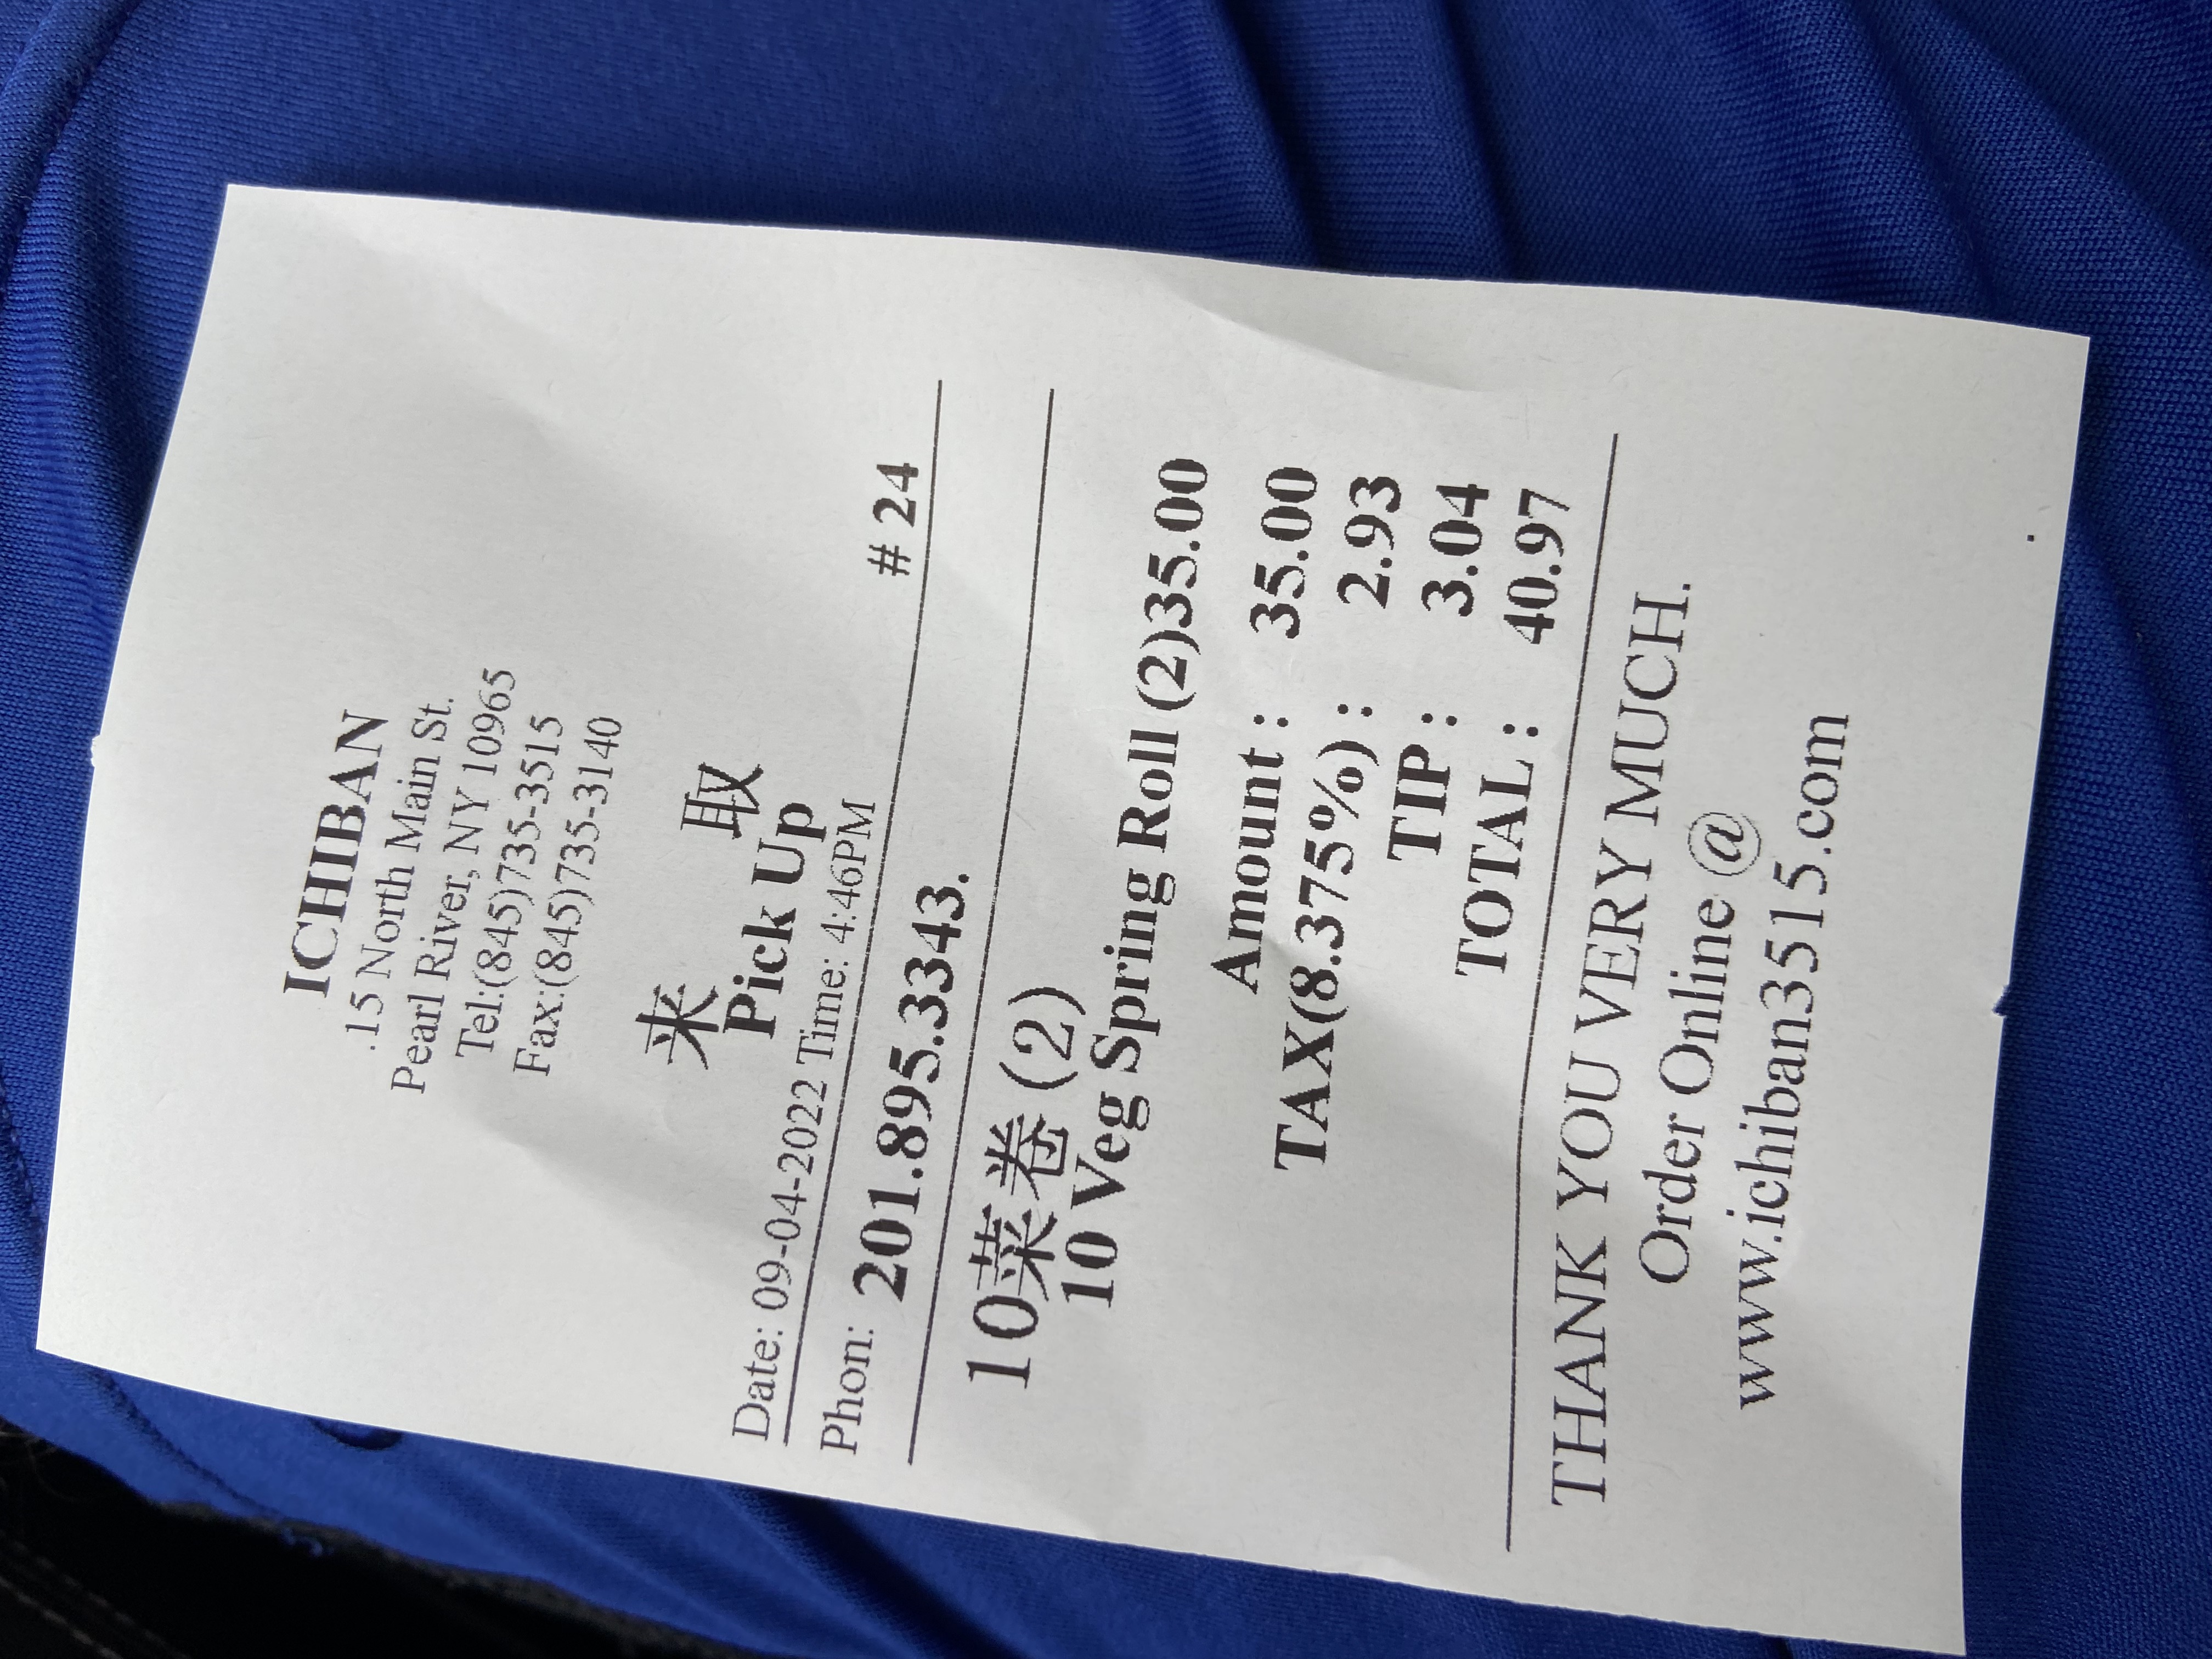 ICHIBAN
.15 North Main St.
Pearl River, NY 10965
Tel:(845)735-3515
Fax:(845)735-3140
来 取
Pick Up
Date: 09-04-2022 Time: 4:46PM # 24
Phon: 201.895.3343.
10菜卷(2)
10 Veg Spring Roll (2)35.00
Amount : 35.00
TAX(8.375%) : 2.93
TIP : 3.04
TOTAL : 40.97
THANK YOU VERY MUCH.
Order Online @
www.ichiban3515.com